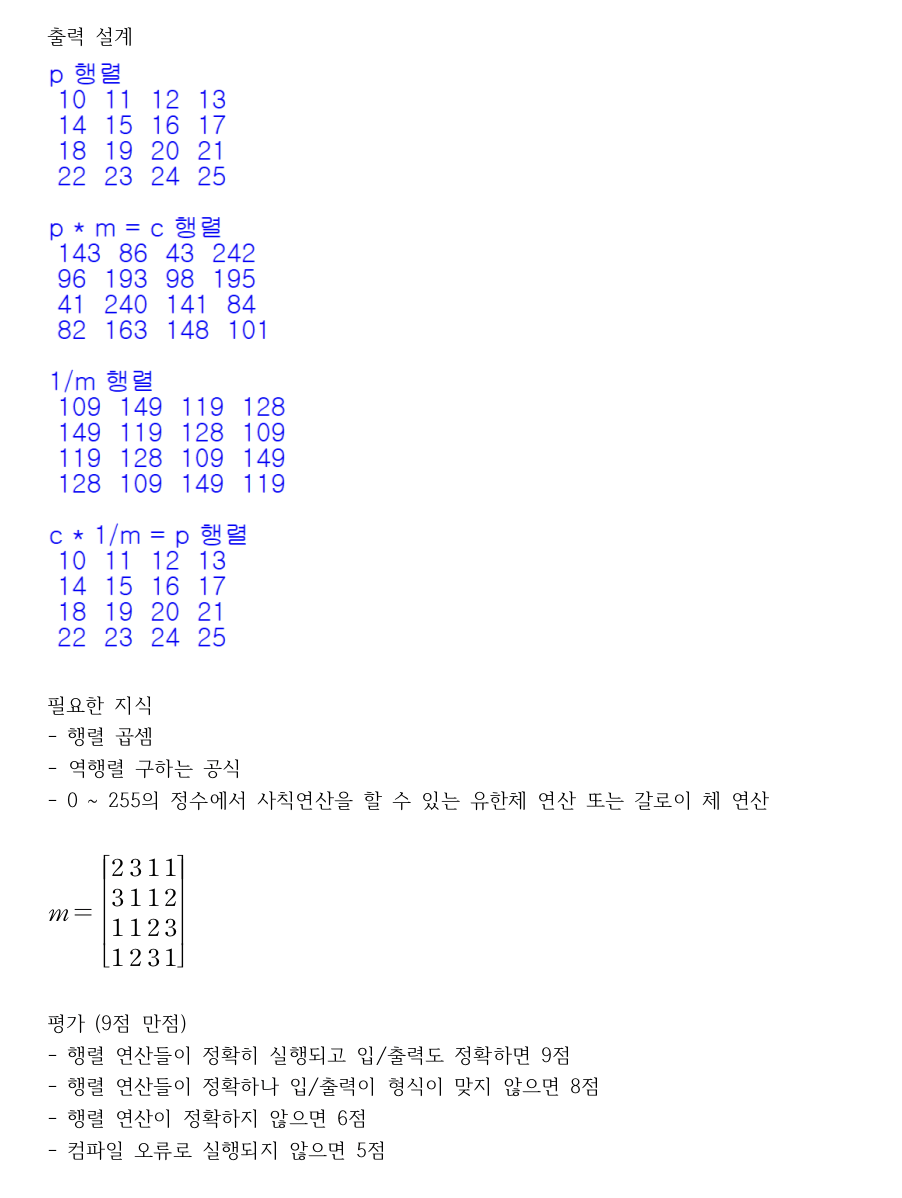 출력 설계
p 행렬
10 11 12 13
14 15 16 17
18 19 20 21
22 23 24 25
p * m = c 행렬
143 86 43 242
96 193 98 195
41 240 141 84
82 163 148 101
1/m 행렬
109 149 119 128
149 119 128 109
119 128 109 149
128 109 149 119
c * 1/m = p 행렬
10 11 12 13
14 15 16 17
18 19 20 21
22 23 24 25
필요한 지식
- 행렬 곱셈
- 역행렬 구하는 공식
- 0 ~ 255의 정수에서 사칙연산을 할 수 있는 유한체 연산 또는 갈로이 체 연산
2 3 1 1
3 1 1 2
m = 
1 1 2 3
1 2 3 1
평가 (9점 만점)
- 행렬 연산들이 정확히 실행되고 입/출력도 정확하면 9점
- 행렬 연산들이 정확하나 입/출력이 형식이 맞지 않으면 8점
- 행렬 연산이 정확하지 않으면 6점
- 컴파일 오류로 실행되지 않으면 5점